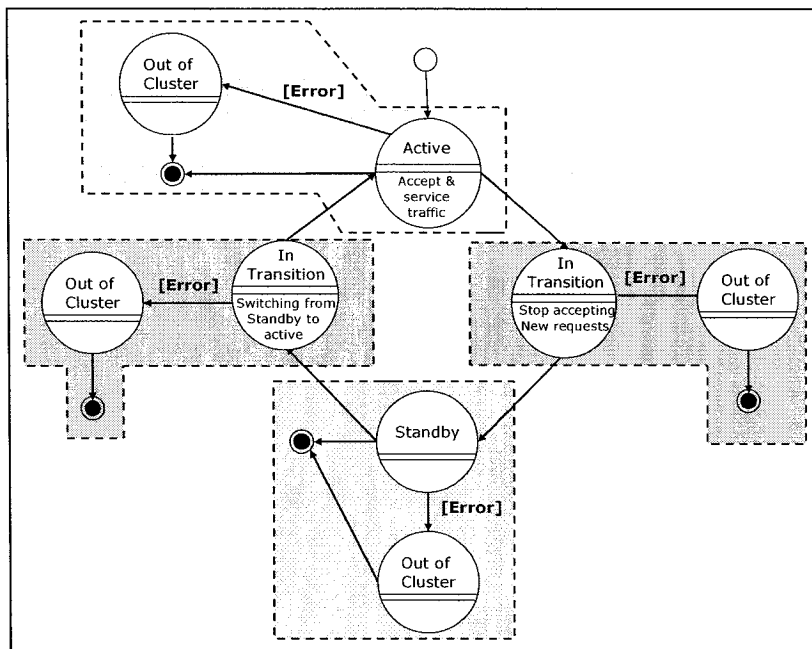 Out of
Cluster
[Error]
Active
Accept &
service
traffic
In
Transition
Switching from
Standby to
active
[Error]
Out of
Cluster
In
Transition
Stop accepting
New requests
[Error]
Out of
Cluster
Standby
[Error]
Out of
Cluster